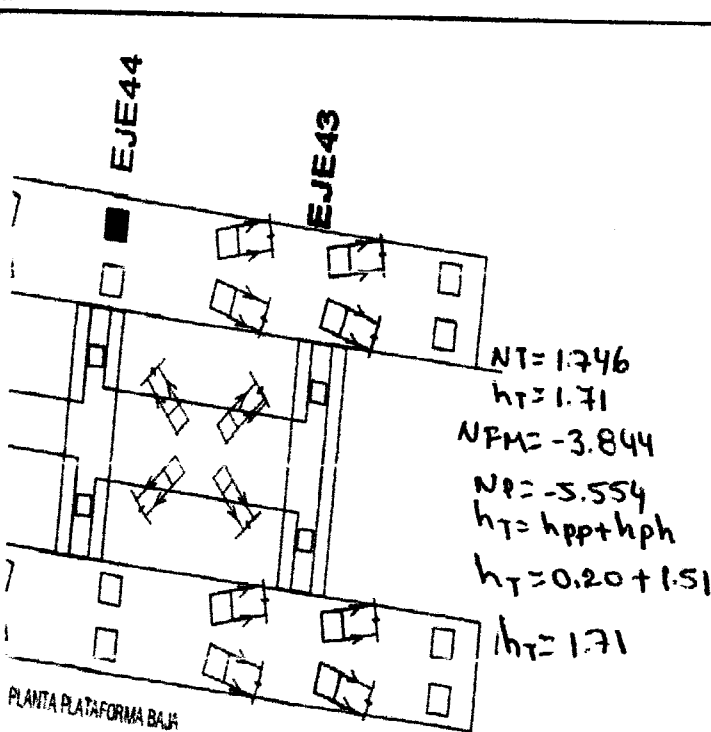 EJE44
EJE43
NT=1.746
hT=1.71
NFM=-3.844
NP=-5.554
hT=hpp+hph
hT=0.20+1.51
hT=1.71
PLANTA PLATAFORMA BAJA